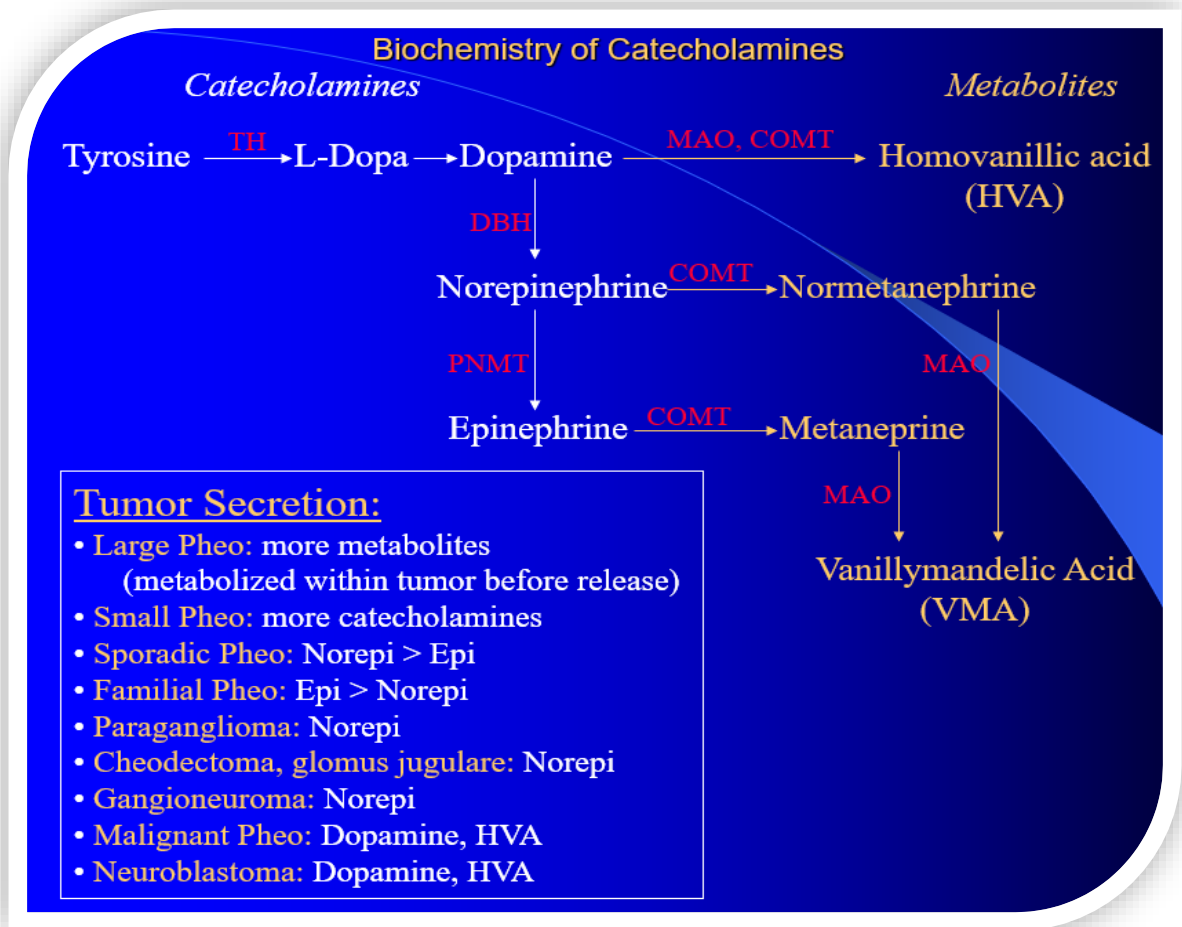 Biochemistry of Catecholamines
Catecholamines Metabolites
Tyrosine TH L-Dopa Dopamine MAO, COMT Homovanillic acid
(HVA)
DBH
Norepinephrine COMT Normetanephrine
PNMT MAO
Epinephrine COMT Metaneprine
MAO
Vanillymandelic Acid
(VMA)
Tumor Secretion:
• Large Pheo: more metabolites
(metabolized within tumor before release)
• Small Pheo: more catecholamines
• Sporadic Pheo: Norepi > Epi
• Familial Pheo: Epi > Norepi
• Paraganglioma: Norepi
• Cheodectoma, glomus jugulare: Norepi
• Gangioneuroma: Norepi
• Malignant Pheo: Dopamine, HVA
• Neuroblastoma: Dopamine, HVA